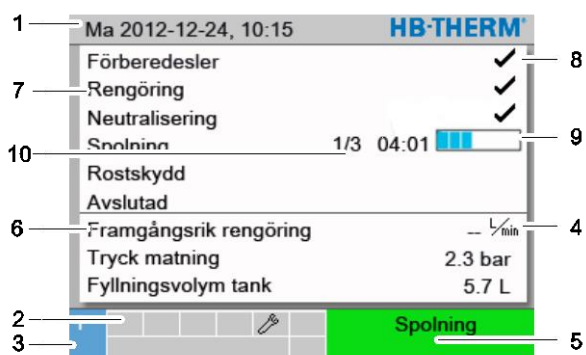 1 Ma 2012-12-24, 10:15 HB-THERM®
Förberedesler 8
7 Rengöring
Neutralisering
Spolning 1/3 04:01 9
10
Rostskydd
Avslutad
6 Framgångsrik rengöring -- L/min 4
Tryck matning 2.3 bar
Fyllningsvolym tank 5.7 L
2 Spolning
3 5